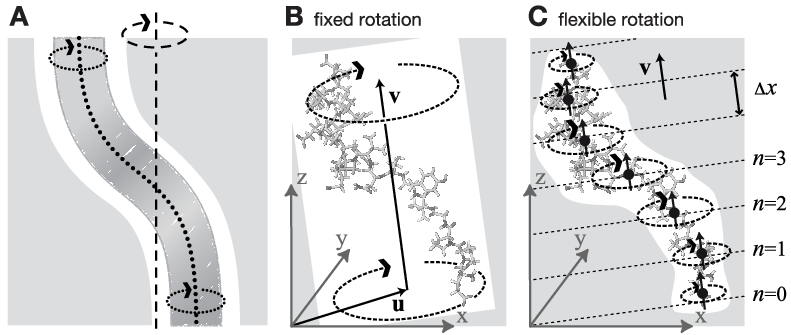 A
B fixed rotation
C flexible rotation
v
v
Δx
n=3
z
z
n=2
y
y
n=1
u
n=0
x
x